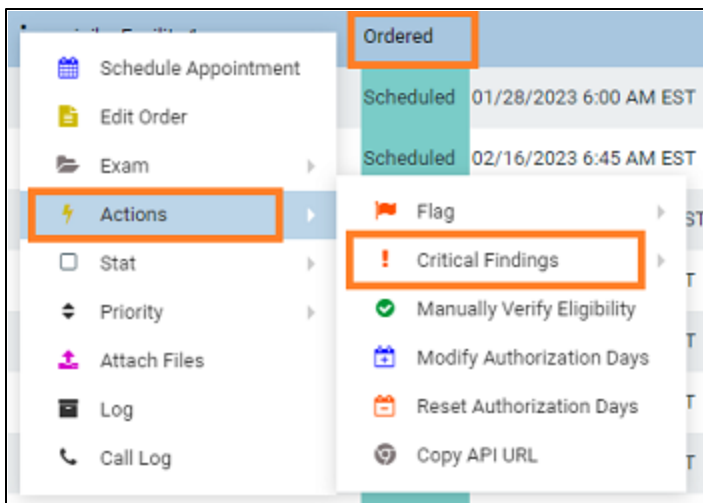 Ordered
Schedule Appointment
Edit Order
Scheduled 01/28/2023 6:00 AM EST
Exam
Scheduled 02/16/2023 6:45 AM EST
Actions
Flag
Stat
Critical Findings
Priority
Manually Verify Eligibility
Attach Files
Modify Authorization Days
Log
Reset Authorization Days
Call Log
Copy API URL